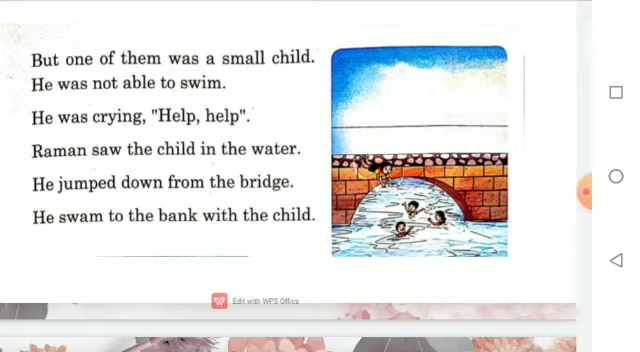 But one of them was a small child.
He was not able to swim.
He was crying, "Help, help".
Raman saw the child in the water.
He jumped down from the bridge.
He swam to the bank with the child.
Edit with WPS Office